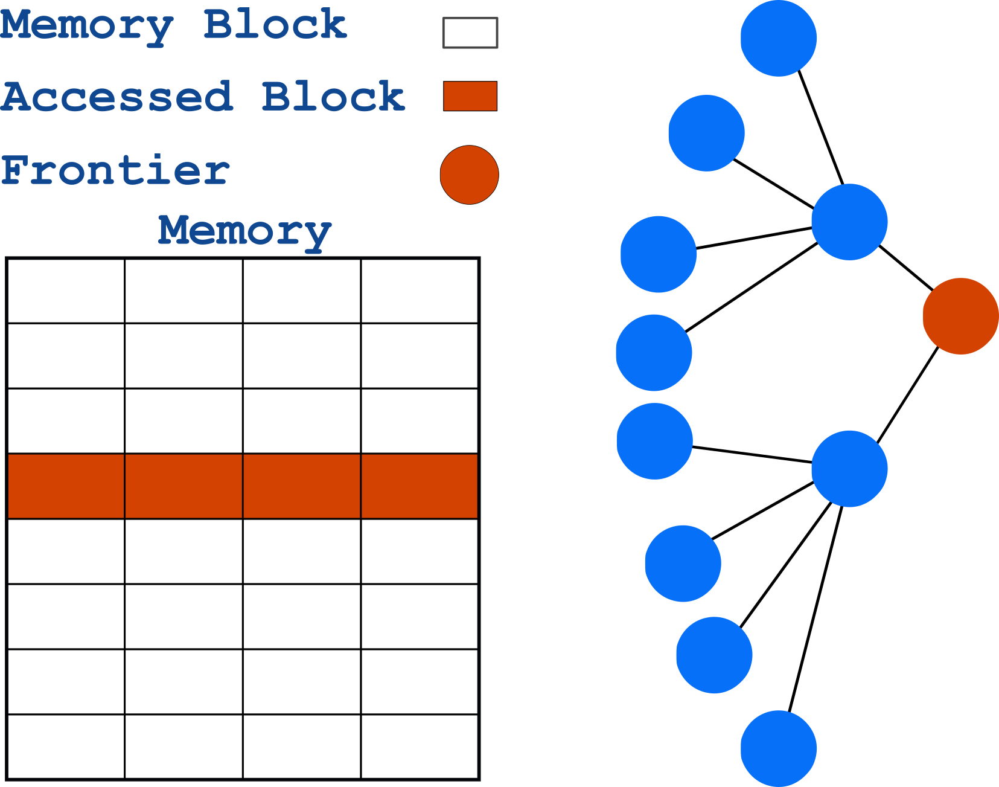 Memory Block
Accessed Block
Frontier
Memory